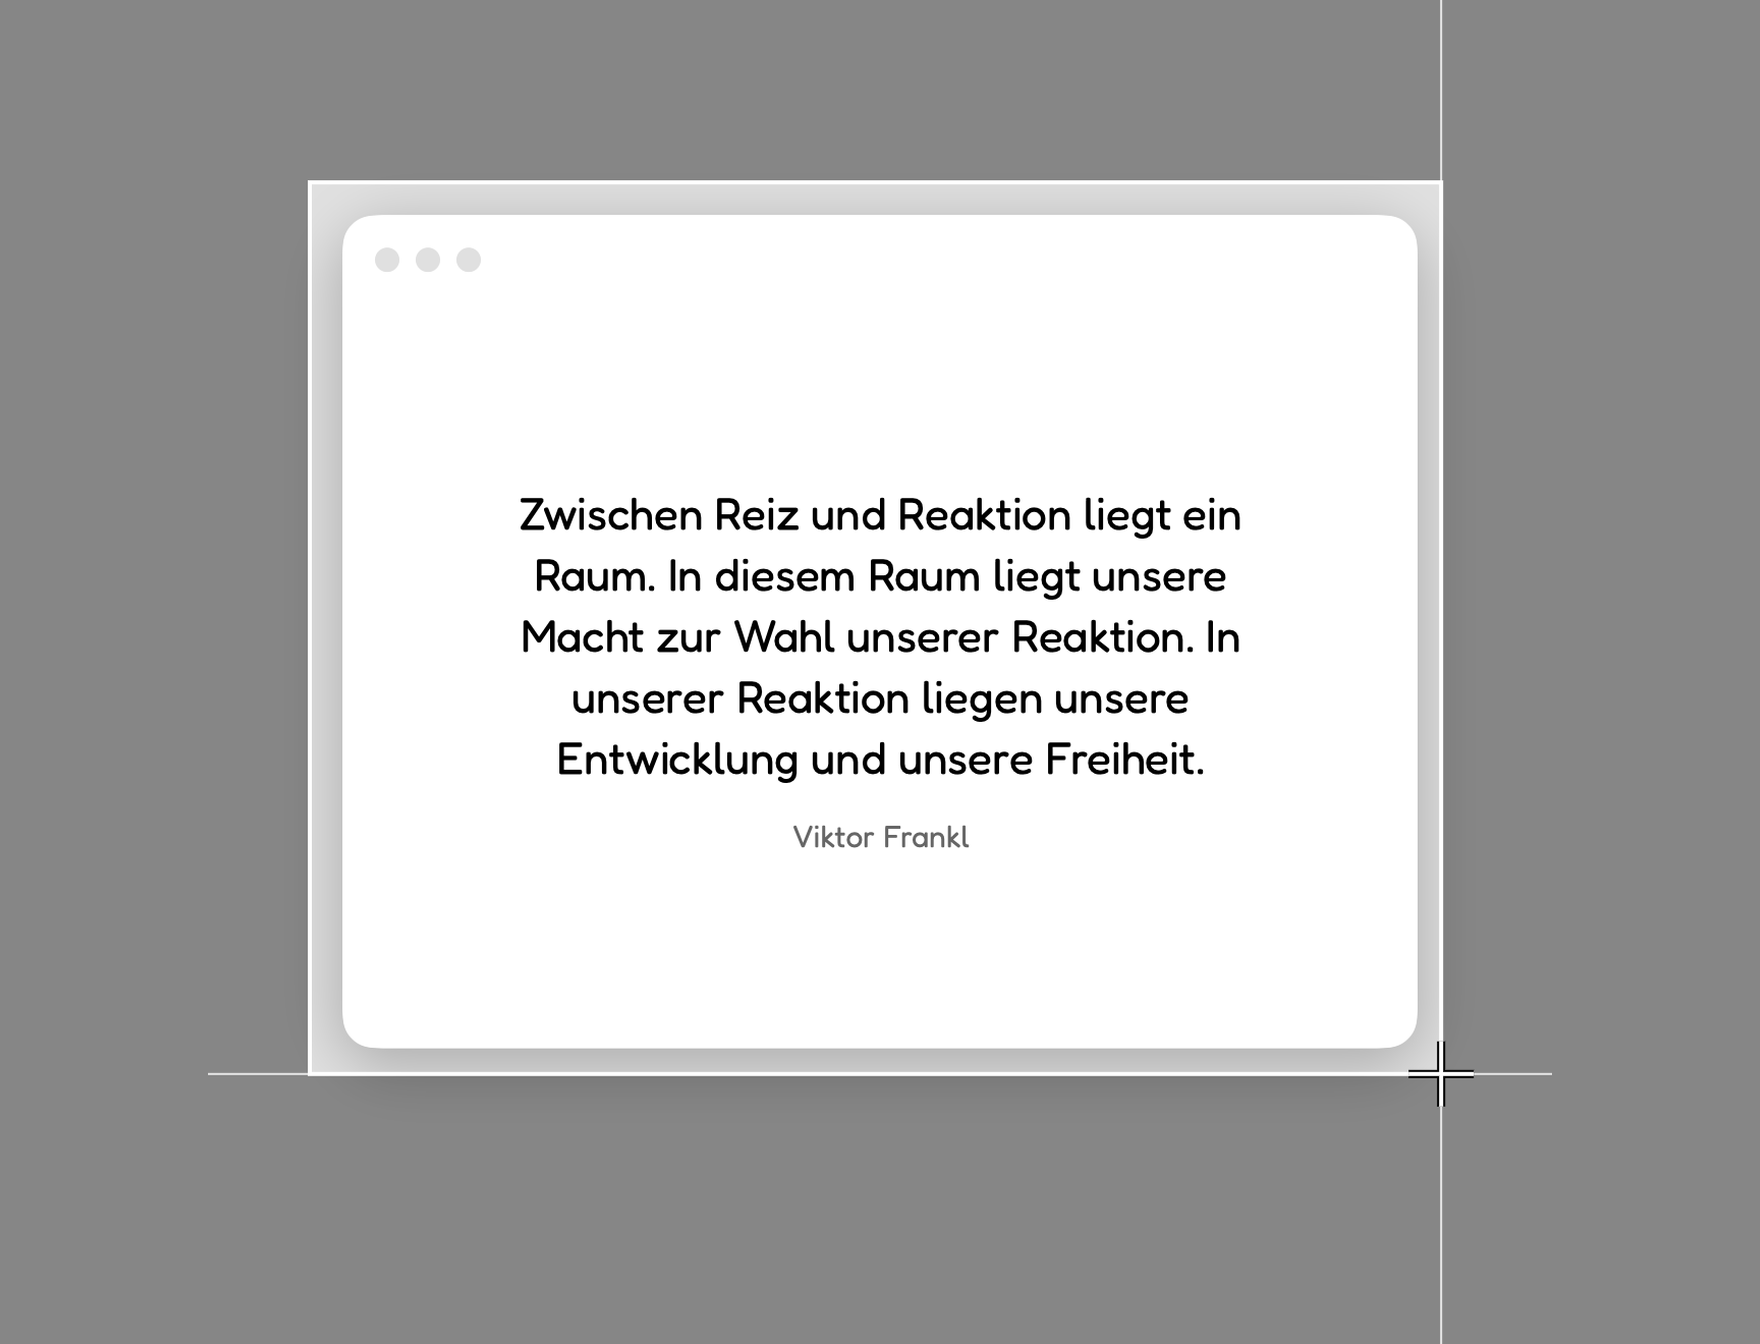 Zwischen Reiz und Reaktion liegt ein
Raum. In diesem Raum liegt unsere
Macht zur Wahl unserer Reaktion. In
unserer Reaktion liegen unsere
Entwicklung und unsere Freiheit.
Viktor Frankl